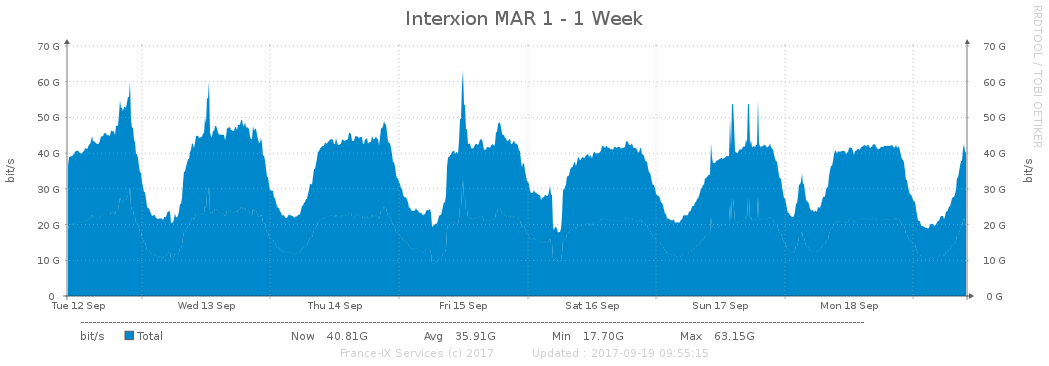 Interxion MAR 1 - 1 Week
RRDTOOL / TOBI OETIKER
bit/s
bit/s
70 G 70 G
60 G 60 G
50 G 50 G
40 G 40 G
30 G 30 G
20 G 20 G
10 G 10 G
0 0 G
Tue 12 Sep Wed 13 Sep Thu 14 Sep Fri 15 Sep Sat 16 Sep Sun 17 Sep Mon 18 Sep
bit/s Total Now 40.81G Avg 35.91G Min 17.70G Max 63.15G
France-IX Services (c) 2017 Updated : 2017-09-19 09:55:15